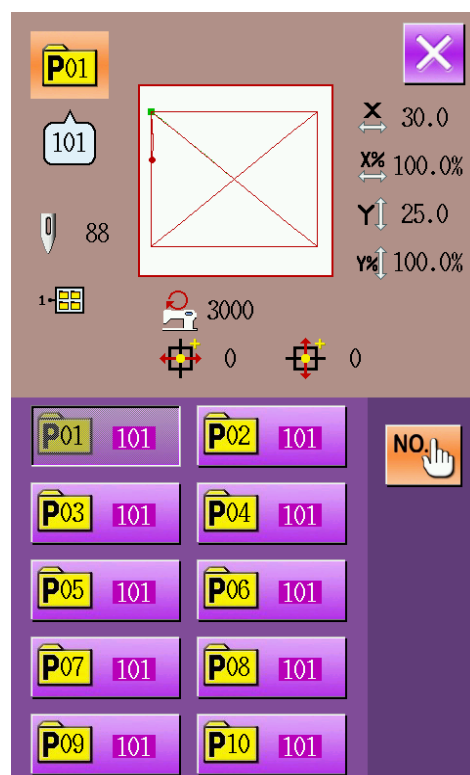 P01
101
X 30.0
X% 100.0%
88
Y 25.0
Y% 100.0%
1
3000
0 0
P01 101 P02 101
NO.
P03 101 P04 101
P05 101 P06 101
P07 101 P08 101
P09 101 P10 101